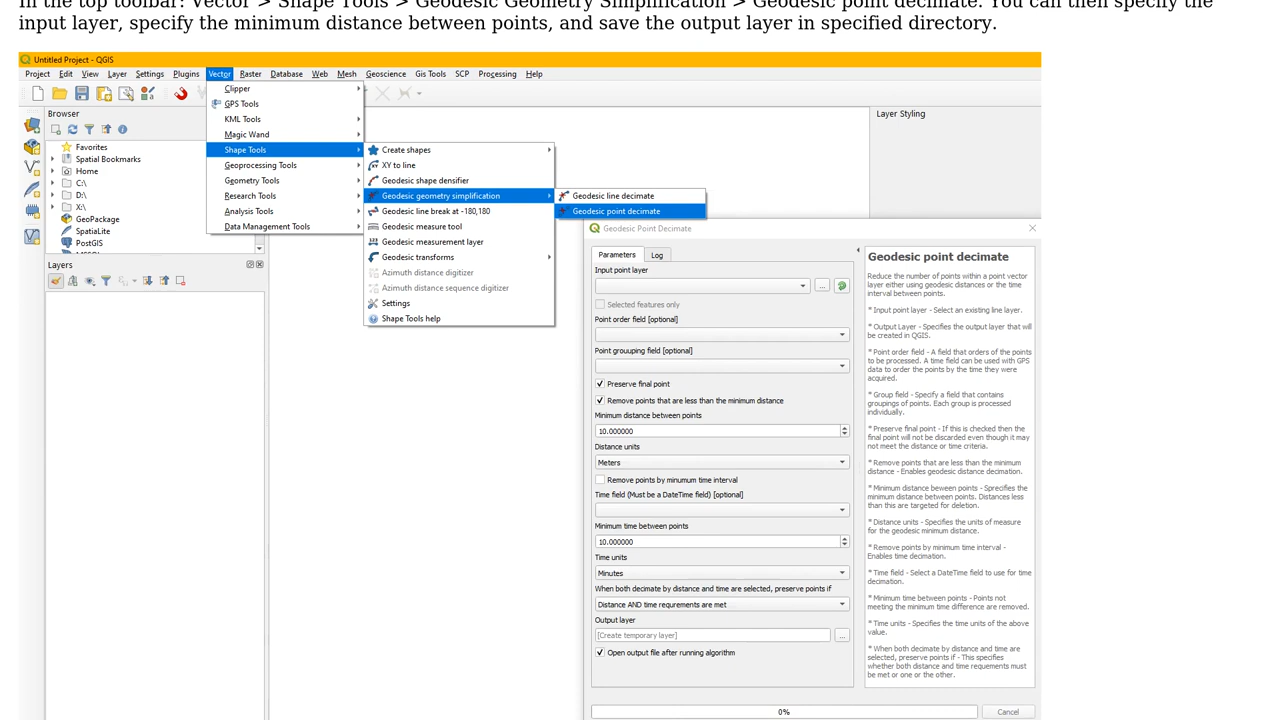 In the top toolbar: Vector > Shape Tools > Geodesic Geometry Simplification > Geodesic point decimate. You can then specify the
input layer, specify the minimum distance between points, and save the output layer in specified directory.
Untitled Project - QGIS
Project Edit View Layer Settings Plugins Vector Raster Database Web Mesh Geoscience Gis Tools SCP Processing Help
Clipper
GPS Tools
KML Tools
Magic Wand
Shape Tools
Geoprocessing Tools
Geometry Tools
Research Tools
Analysis Tools
Data Management Tools
Create shapes
XY to line
Geodesic shape densifier
Geodesic geometry simplification
Geodesic line break at -180,180
Geodesic measure tool
Geodesic measurement layer
Geodesic transforms
Azimuth distance digitizer
Azimuth distance sequence digitizer
Settings
Shape Tools help
Geodesic line decimate
Geodesic point decimate
Browser
Favorites
Spatial Bookmarks
Home
C:\
D:\
X:\
GeoPackage
SpatiaLite
PostGIS
Layers
Layer Styling
Geodesic Point Decimate
Parameters Log
Input point layer
...
Selected features only
Point order field [optional]
Point grouuping field [optional]
Preserve final point
Remove points that are less than the minimum distance
Minimum distance between points
10.000000
Distance units
Meters
Remove points by minumum time interval
Time field (Must be a DateTime field) [optional]
Minimum time between points
10.000000
Time units
Minutes
When both decimate by distance and time are selected, preserve points if
Distance AND time requrements are met
Output layer
[Create temporary layer]
...
Open output file after running algorithm
Geodesic point decimate
Reduce the number of points within a point vector
layer either using geodesic distances or the time
interval between points.
* Input point layer - Select an existing line layer.
* Output Layer - Specifies the output layer that will
be created in QGIS.
* Point order field - A field that orders of the points
to be processed. A time field can be used with GPS
data to order the points by the time they were
acquired.
* Group field - Specify a field that contains
groupings of points. Each group is processed
individually.
* Preserve final point - If this is checked then the
final point will not be discarded even though it may
not meet the distance or time criteria.
* Remove points that are less than the minimum
distance - Enables geodesic distance decimation.
* Minimum distance beween points - Specifies the
minimum distance between points. Distances less
than this are targeted for deletion.
* Distance units - Specifies the units of measure
for the geodesic minimum distance.
* Remove points by minimum time interval -
Enables time decimation.
* Time field - Select a DateTime field to use for time
decimation.
* Minimum time between points - Points not
meeting the minimum time difference are removed.
* Time units - Specifies the time units of the above
value.
* When both decimate by distance and time are
selected, preserve points if - This specifies
whether both distance and time requements must
be met or one or the other.
0%
Cancel